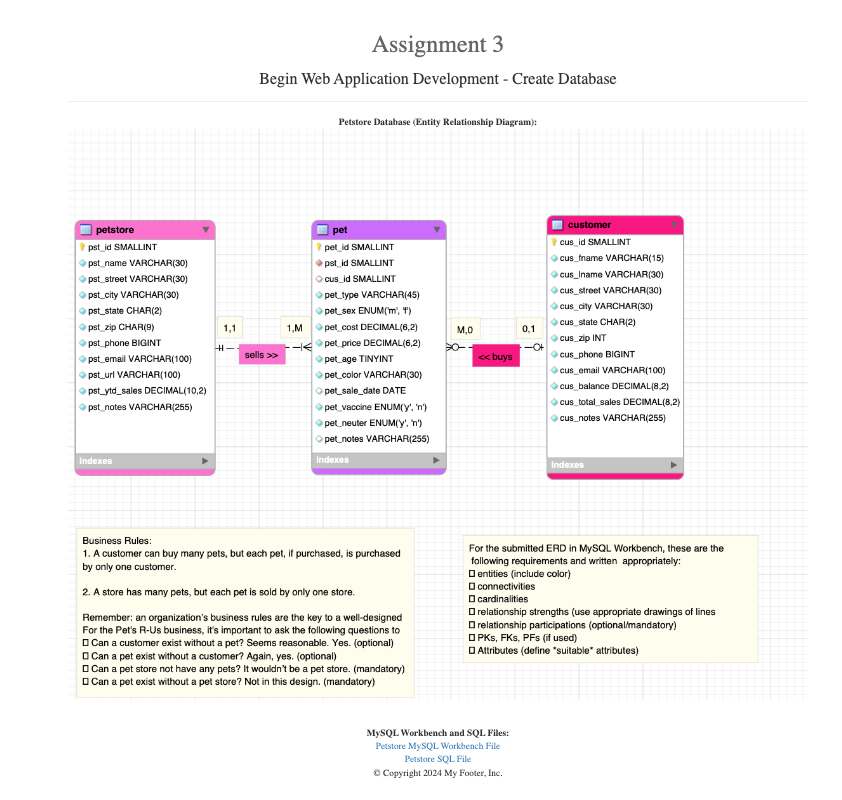 Assignment 3
Begin Web Application Development - Create Database
Petstore Database (Entity Relationship Diagram):
petstore
pst_id SMALLINT
pst_name VARCHAR(30)
pst_street VARCHAR(30)
pst_city VARCHAR(30)
pst_state CHAR(2)
pst_zip CHAR(9)
pst_phone BIGINT
pst_email VARCHAR(100)
pst_url VARCHAR(100)
pst_ytd_sales DECIMAL(10,2)
pst_notes VARCHAR(255)
Indexes
1,1
sells >>
1,M
pet
pet_id SMALLINT
pst_id SMALLINT
cus_id SMALLINT
pet_type VARCHAR(45)
pet_sex ENUM('m', 'f')
pet_cost DECIMAL(6,2)
pet_price DECIMAL(6,2)
pet_age TINYINT
pet_color VARCHAR(30)
pet_sale_date DATE
pet_vaccine ENUM('y', 'n')
pet_neuter ENUM('y', 'n')
pet_notes VARCHAR(255)
Indexes
M,0
<< buys
0,1
customer
cus_id SMALLINT
cus_fname VARCHAR(15)
cus_lname VARCHAR(30)
cus_street VARCHAR(30)
cus_city VARCHAR(30)
cus_state CHAR(2)
cus_zip INT
cus_phone BIGINT
cus_email VARCHAR(100)
cus_balance DECIMAL(8,2)
cus_total_sales DECIMAL(8,2)
cus_notes VARCHAR(255)
Indexes
Business Rules:
1. A customer can buy many pets, but each pet, if purchased, is purchased
by only one customer.
2. A store has many pets, but each pet is sold by only one store.
Remember: an organization's business rules are the key to a well-designed
For the Pet's R-Us business, it's important to ask the following questions to
Can a customer exist without a pet? Seems reasonable. Yes. (optional)
Can a pet exist without a customer? Again, yes. (optional)
Can a pet store not have any pets? It wouldn't be a pet store. (mandatory)
Can a pet exist without a pet store? Not in this design. (mandatory)
For the submitted ERD in MySQL Workbench, these are the
following requirements and written appropriately:
entities (include color)
connectivities
cardinalities
relationship strengths (use appropriate drawings of lines
relationship participations (optional/mandatory)
PKs, FKs, PFs (if used)
Attributes (define *suitable* attributes)
MySQL Workbench and SQL Files:
Petstore MySQL Workbench File
Petstore SQL File
© Copyright 2024 My Footer, Inc.